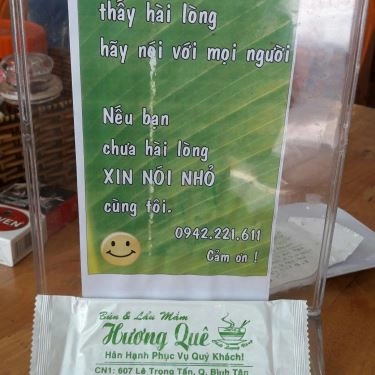 thấy hài lòng
hãy nói với mọi người
Nếu bạn
chưa hài lòng
XIN NÓI NHỎ
cùng tôi.
0942.221.611
Cảm ơn !
Bún & Lẩu Mắm
Hương Quê
Hân Hạnh Phục Vụ Quý Khách!
CN1: 607 Lê Trọng Tấn, Q. Bình Tân